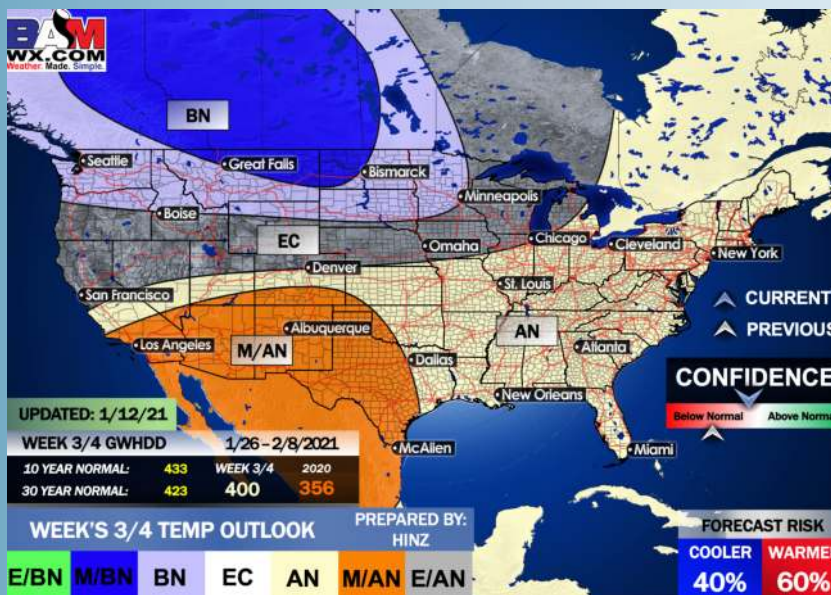 BAM
WX.COM
Weather. Made. Simple.
BN
Seattle
Great Falls
Bismarck
Minneapolis
Boise
EC
Omaha
Chicago
Cleveland
New York
Denver
San Francisco
St. Louis
CURRENT
Albuquerque
AN
PREVIOUS
Los Angeles
M/AN
Dallas
Atlanta
CONFIDENCE
New Orleans
Below Normal
Above Norma
UPDATED: 1/12/21
WEEK 3/4 GWHDD 1/26 – 2/8/2021
McAllen
Miami
10 YEAR NORMAL: 433 WEEK 3/4 2020
30 YEAR NORMAL: 423 400 356
WEEK'S 3/4 TEMP OUTLOOK
PREPARED BY:
HINZ
FORECAST RISK
COOLER WARMER
40% 60%
E/BN M/BN BN EC AN M/AN E/AN